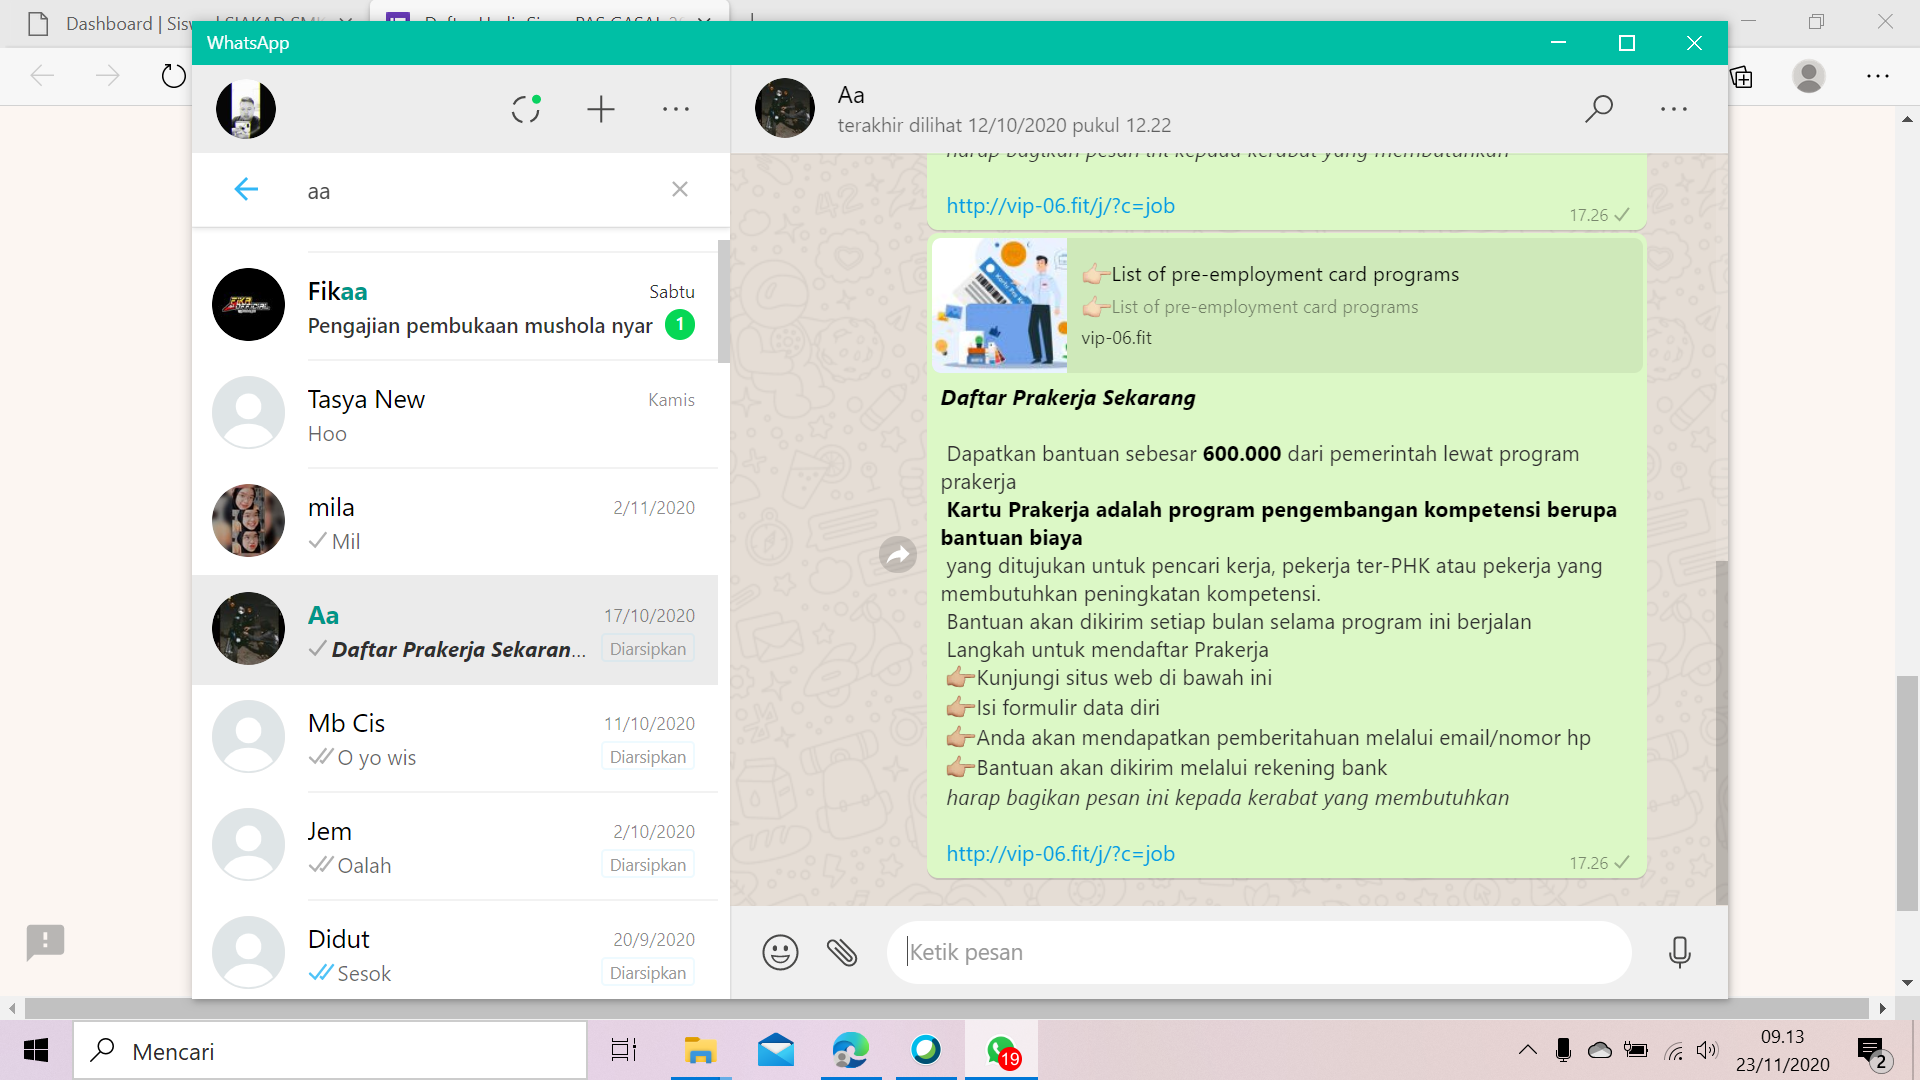 Dashboard | Sisw
WhatsApp
aa
Fikaa
Sabtu
Pengajian pembukaan mushola nyar
1
Tasya New
Kamis
Hoo
mila
2/11/2020
Mil
Aa
17/10/2020
Daftar Prakerja Sekaran...
Diarsipkan
Mb Cis
11/10/2020
O yo wis
Diarsipkan
Jem
2/10/2020
Oalah
Diarsipkan
Didut
20/9/2020
Sesok
Diarsipkan
Aa
terakhir dilihat 12/10/2020 pukul 12.22
harap bagikan pesan ini kepada kerabat yang membutuhkan
http://vip-06.fit/j/?c=job
17.26
👉🏻List of pre-employment card programs
👉🏻List of pre-employment card programs
vip-06.fit
Daftar Prakerja Sekarang
Dapatkan bantuan sebesar 600.000 dari pemerintah lewat program
prakerja
Kartu Prakerja adalah program pengembangan kompetensi berupa
bantuan biaya
yang ditujukan untuk pencari kerja, pekerja ter-PHK atau pekerja yang
membutuhkan peningkatan kompetensi.
Bantuan akan dikirim setiap bulan selama program ini berjalan
Langkah untuk mendaftar Prakerja
👉🏼Kunjungi situs web di bawah ini
👉🏼Isi formulir data diri
👉🏼Anda akan mendapatkan pemberitahuan melalui email/nomor hp
👉🏼Bantuan akan dikirim melalui rekening bank
harap bagikan pesan ini kepada kerabat yang membutuhkan
http://vip-06.fit/j/?c=job
17.26
Ketik pesan
Mencari
19
09.13
23/11/2020
2